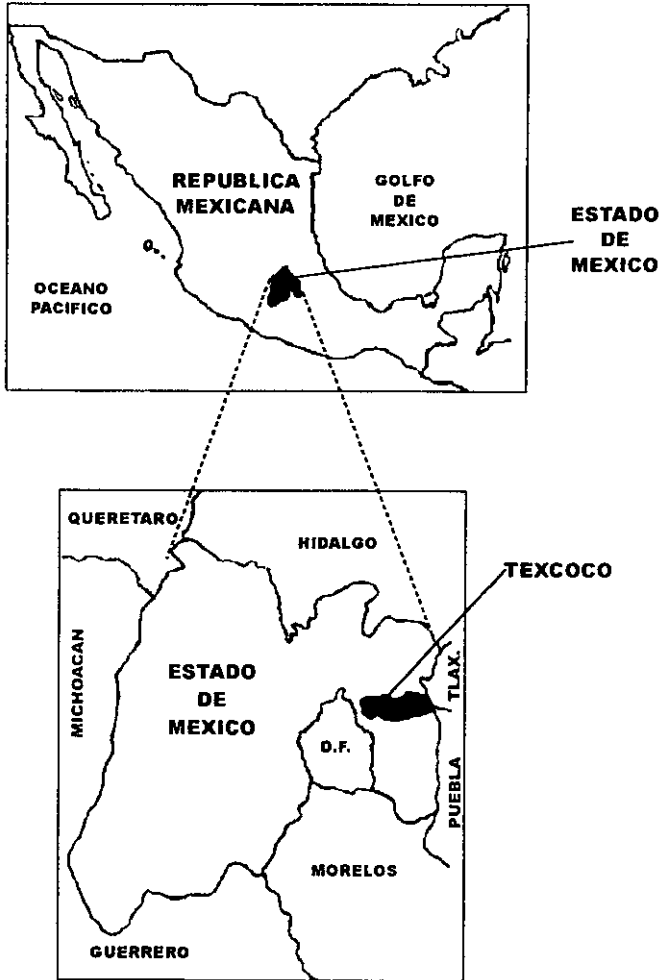 REPUBLICA
MEXICANA
GOLFO
DE
MEXICO
ESTADO
DE
MEXICO
OCEANO
PACIFICO
QUERETARO
HIDALGO
TEXCOCO
MICHOACAN
ESTADO
DE
MEXICO
TLAX.
D.F.
PUEBLA
MORELOS
GUERRERO